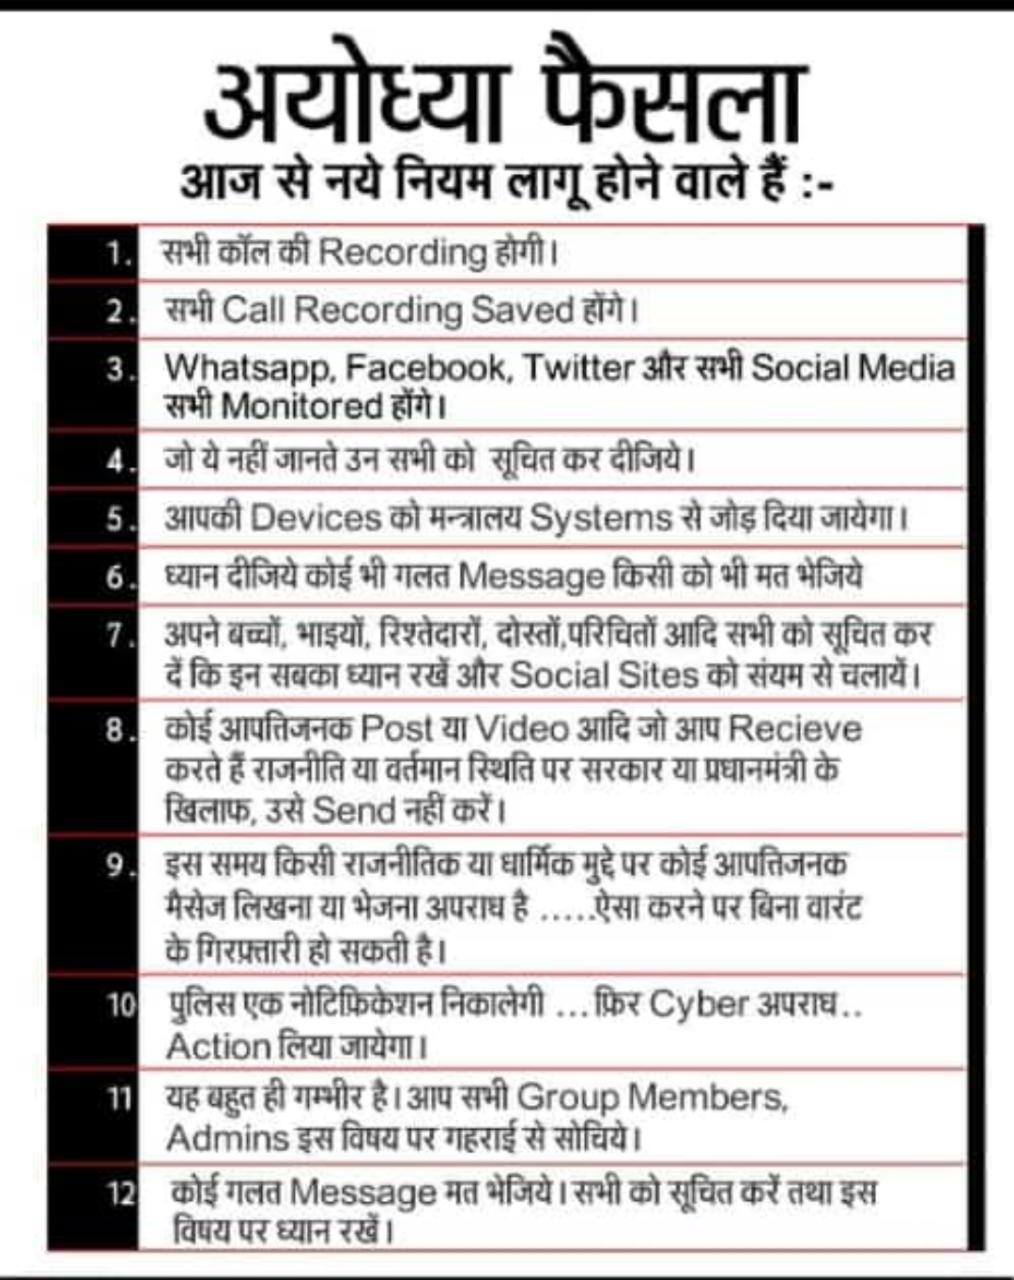 अयोध्या फैसला
आज से नये नियम लागू होने वाले हैं :-
1. सभी कॉल की Recording होगी।
2. सभी Call Recording Saved होंगे।
3. Whatsapp, Facebook, Twitter और सभी Social Media
सभी Monitored होंगे।
4. जो ये नहीं जानते उन सभी को सूचित कर दीजिये।
5. आपकी Devices को मन्त्रालय Systems से जोड़ दिया जायेगा।
6. ध्यान दीजिये कोई भी गलत Message किसी को भी मत भेजिये
7. अपने बच्चों, भाइयों, रिश्तेदारों, दोस्तों,परिचितों आदि सभी को सूचित कर
दें कि इन सबका ध्यान रखें और Social Sites को संयम से चलायें।
8. कोई आपत्तिजनक Post या Video आदि जो आप Recieve
करते हैं राजनीति या वर्तमान स्थिति पर सरकार या प्रधानमंत्री के
खिलाफ, उसे Send नहीं करें।
9. इस समय किसी राजनीतिक या धार्मिक मुद्दे पर कोई आपत्तिजनक
मैसेज लिखना या भेजना अपराध है .....ऐसा करने पर बिना वारंट
के गिरफ़्तारी हो सकती है।
10 पुलिस एक नोटिफ़िकेशन निकालेगी ...फ़िर Cyber अपराध..
Action लिया जायेगा।
11 यह बहुत ही गम्भीर है। आप सभी Group Members,
Admins इस विषय पर गहराई से सोचिये।
12 कोई गलत Message मत भेजिये। सभी को सूचित करें तथा इस
विषय पर ध्यान रखें।